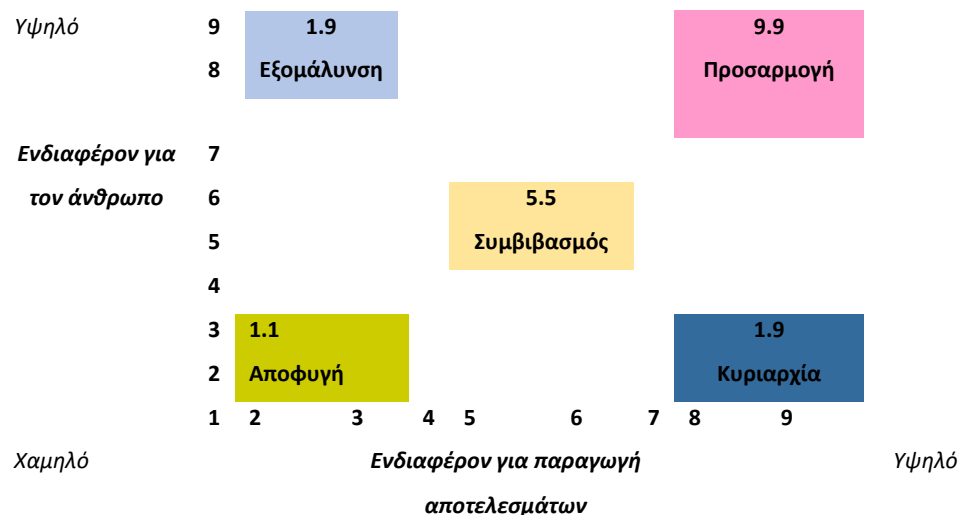 Υψηλό 9 1.9 9.9
8 Εξομάλυνση Προσαρμογή
Ενδιαφέρον για 7
τον άνθρωπο 6 5.5
5 Συμβιβασμός
4
3 1.1 1.9
2 Αποφυγή Κυριαρχία
1 2 3 4 5 6 7 8 9
Χαμηλό Ενδιαφέρον για παραγωγή Υψηλό
αποτελεσμάτων